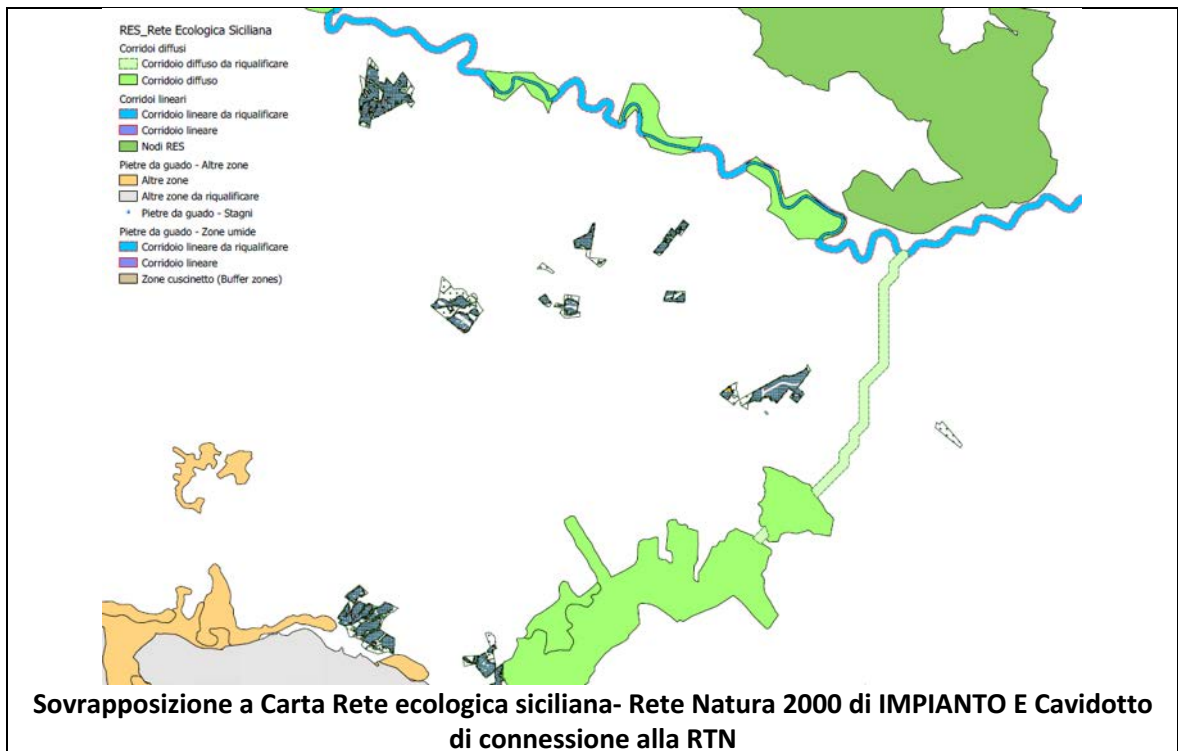 RES_Rete Ecologica Siciliana
Corridoi diffusi
Corridoio diffuso da riqualificare
Corridoio diffuso
Corridoi lineari
Corridoio lineare da riqualificare
Corridoio lineare
Nodi RES
Pietre da guado - Altre zone
Altre zone
Altre zone da riqualificare
Pietre da guado - Stagni
Pietre da guado - Zone umide
Corridoio lineare da riqualificare
Corridoio lineare
Zone cuscinetto (Buffer zones)
Sovrapposizione a Carta Rete ecologica siciliana- Rete Natura 2000 di IMPIANTO E Cavidotto
di connessione alla RTN